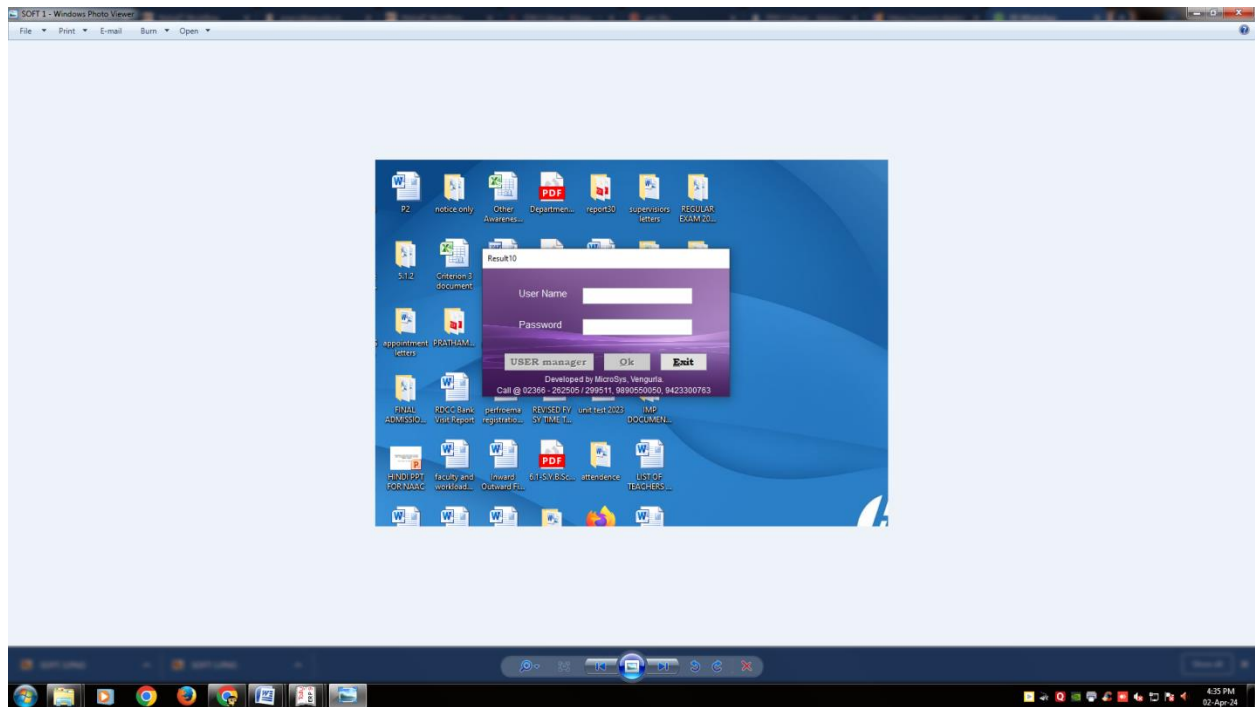 SOFT 1 - Windows Photo Viewer
File Print E-mail Burn Open
P2 notice only Other Awarenes... Departmen... report30 supervisors letters REGULAR EXAM 20...
5.1.2 Criterion 3 document
Result10
User Name
Password
appointment letters PRATHAM...
USER manager Ok Exit
Developed by MicroSys, Vengurla.
Call @ 02366 - 262505 / 299511, 9890550050, 9423300763
FINAL ADMISSIO... RDCC Bank Visit Report perfroema registratio... REVISED FY SY TIME T... unit test 2023 IMP DOCUMEN...
HINDI PPT FOR NAAC faculty and workload... Inward Outward Fi... 6.1-S.Y.B.Sc... attendence LIST OF TEACHERS ...
4:35 PM
02-Apr-24